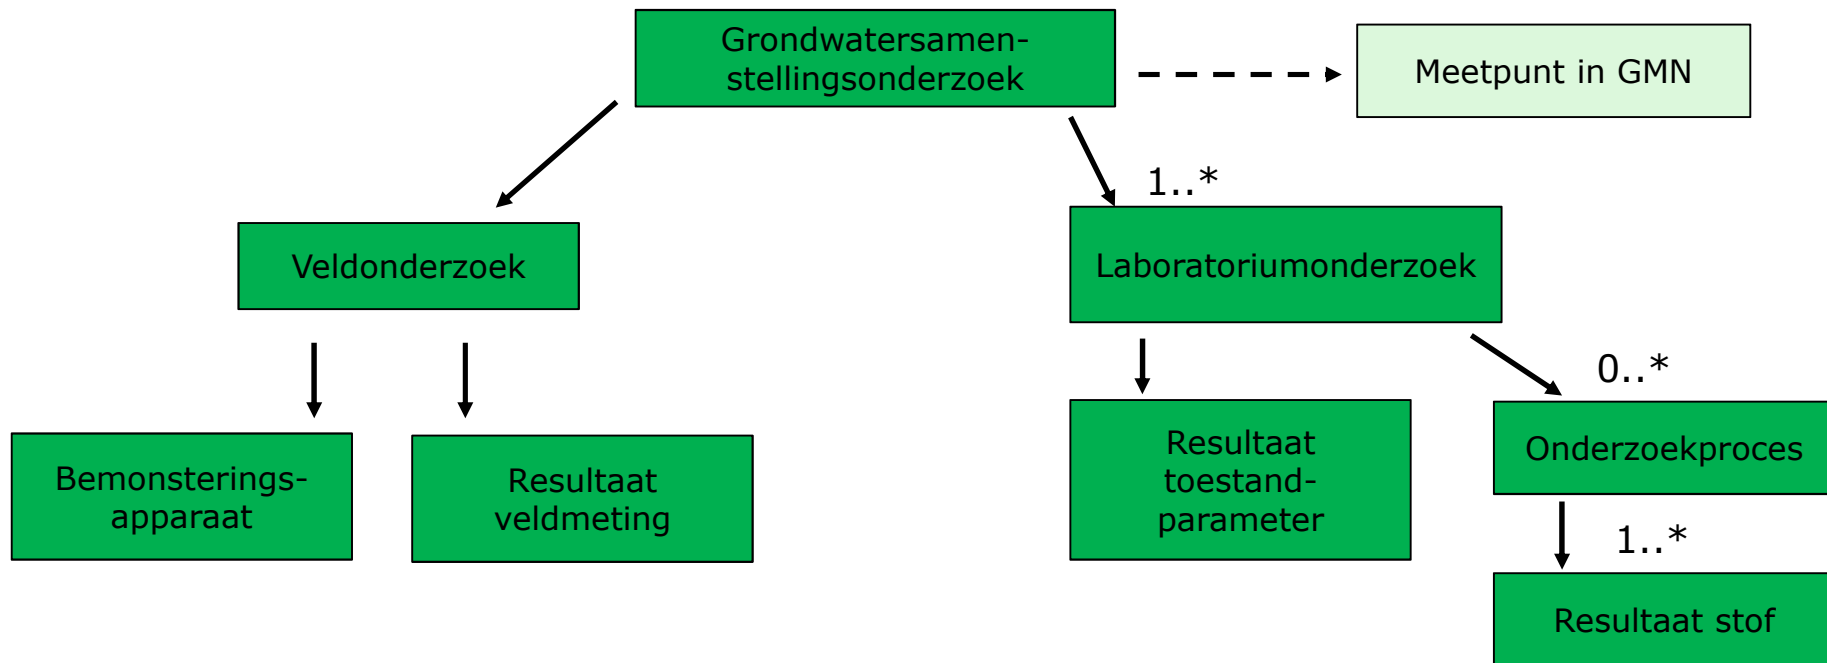 Grondwatersamen-
stellingsonderzoek
Meetpunt in GMN
1..*
Veldonderzoek
Laboratoriumonderzoek
0..*
Bemonsterings-
apparaat
Resultaat
veldmeting
Resultaat
toestand-
parameter
Onderzoekproces
1..*
Resultaat stof